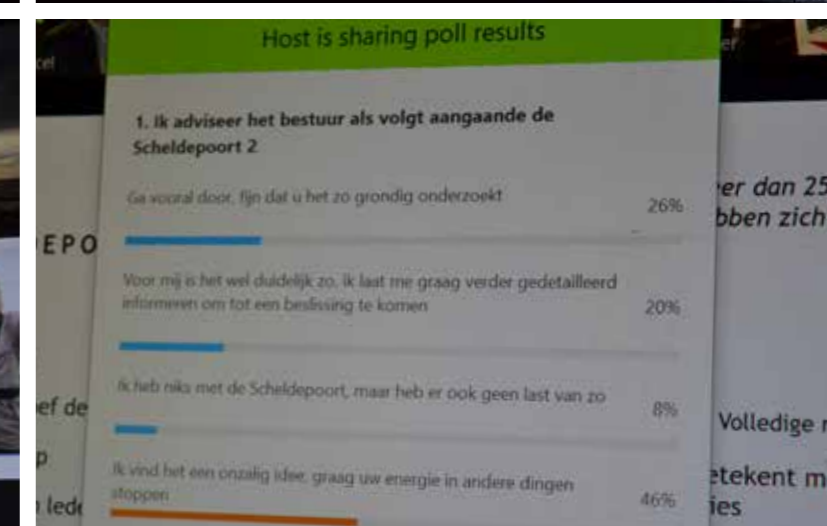 Host is sharing poll results
1. Ik adviseer het bestuur als volgt aangaande de
Scheldepoort 2
Ga vooral door, fijn dat u het zo grondig onderzoekt
26%
Voor mij is het wel duidelijk zo, ik laat me graag verder gedetailleerd
informeren om tot een beslissing te komen
20%
Ik heb niks met de Scheldepoort, maar heb er ook geen last van zo
8%
Ik vind het een onzalig idee, graag uw energie in andere dingen
stoppen
46%
cel
EPO
ef de
p
lede
er
er dan 25
bben zich
Volledige r
etekent m
ies